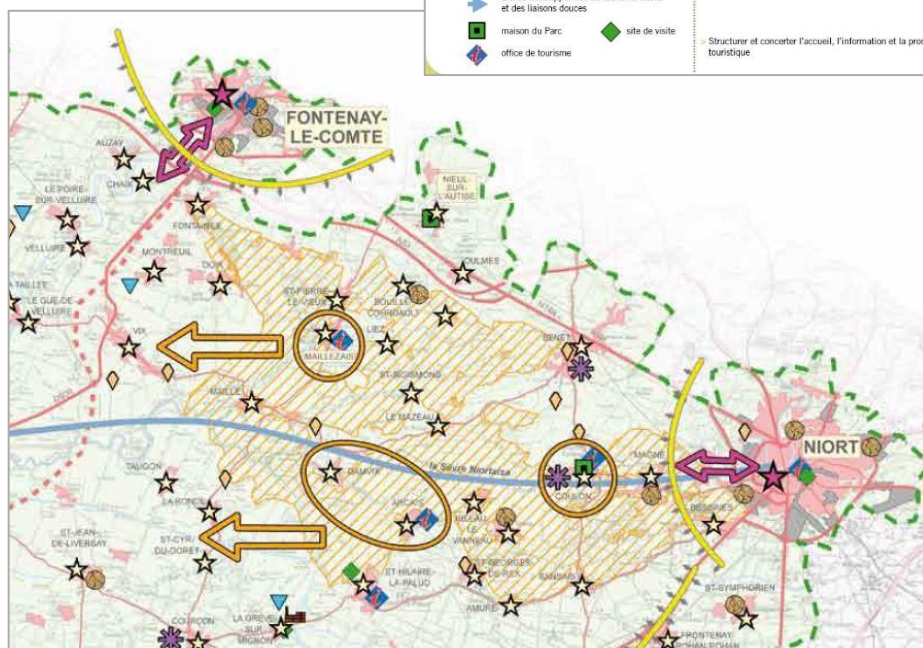 et des liaisons douces
maison du Parc
site de visite
office de tourisme
> Structurer et concerter l'accueil, l'information et la pro
touristique
FONTENAY-
LE-COMTE
AUZAY
CHAIX
LE POIRE-
SUR-VELLUIRE
NIEUL-
SUR-
L'AUTISE
VELLUIRE
FONTAINES
MONTREUIL
DOIX
OULMES
LE GUE-DE-
VELLUIRE
ST-PIERRE-
LE-VIEUX
BOUILLE-
COURDAULT
VIX
LIEZ
MAILLEZAIS
BENET
ST-SIGISMOND
MAILLE
LE MAZEAU
NIORT
la Sèvre Niortaise
MAGNE
TAUGON
DAMVIX
COULON
LA RONDE
ARCAIS
BESSINES
ST-JEAN-
DE-LIVERSAY
ST-CYR-
DU-DORET
LE-
VANNEAU
ST-GEORGES-
DE-REX
ST-HILAIRE-
LA-PALUD
SANSAIS
AMURE
ST-SYMPHORIEN
COURCON
LA GREVE-
SUR-
MIGNON
FRONTENAY-
ROHAN-ROHAN